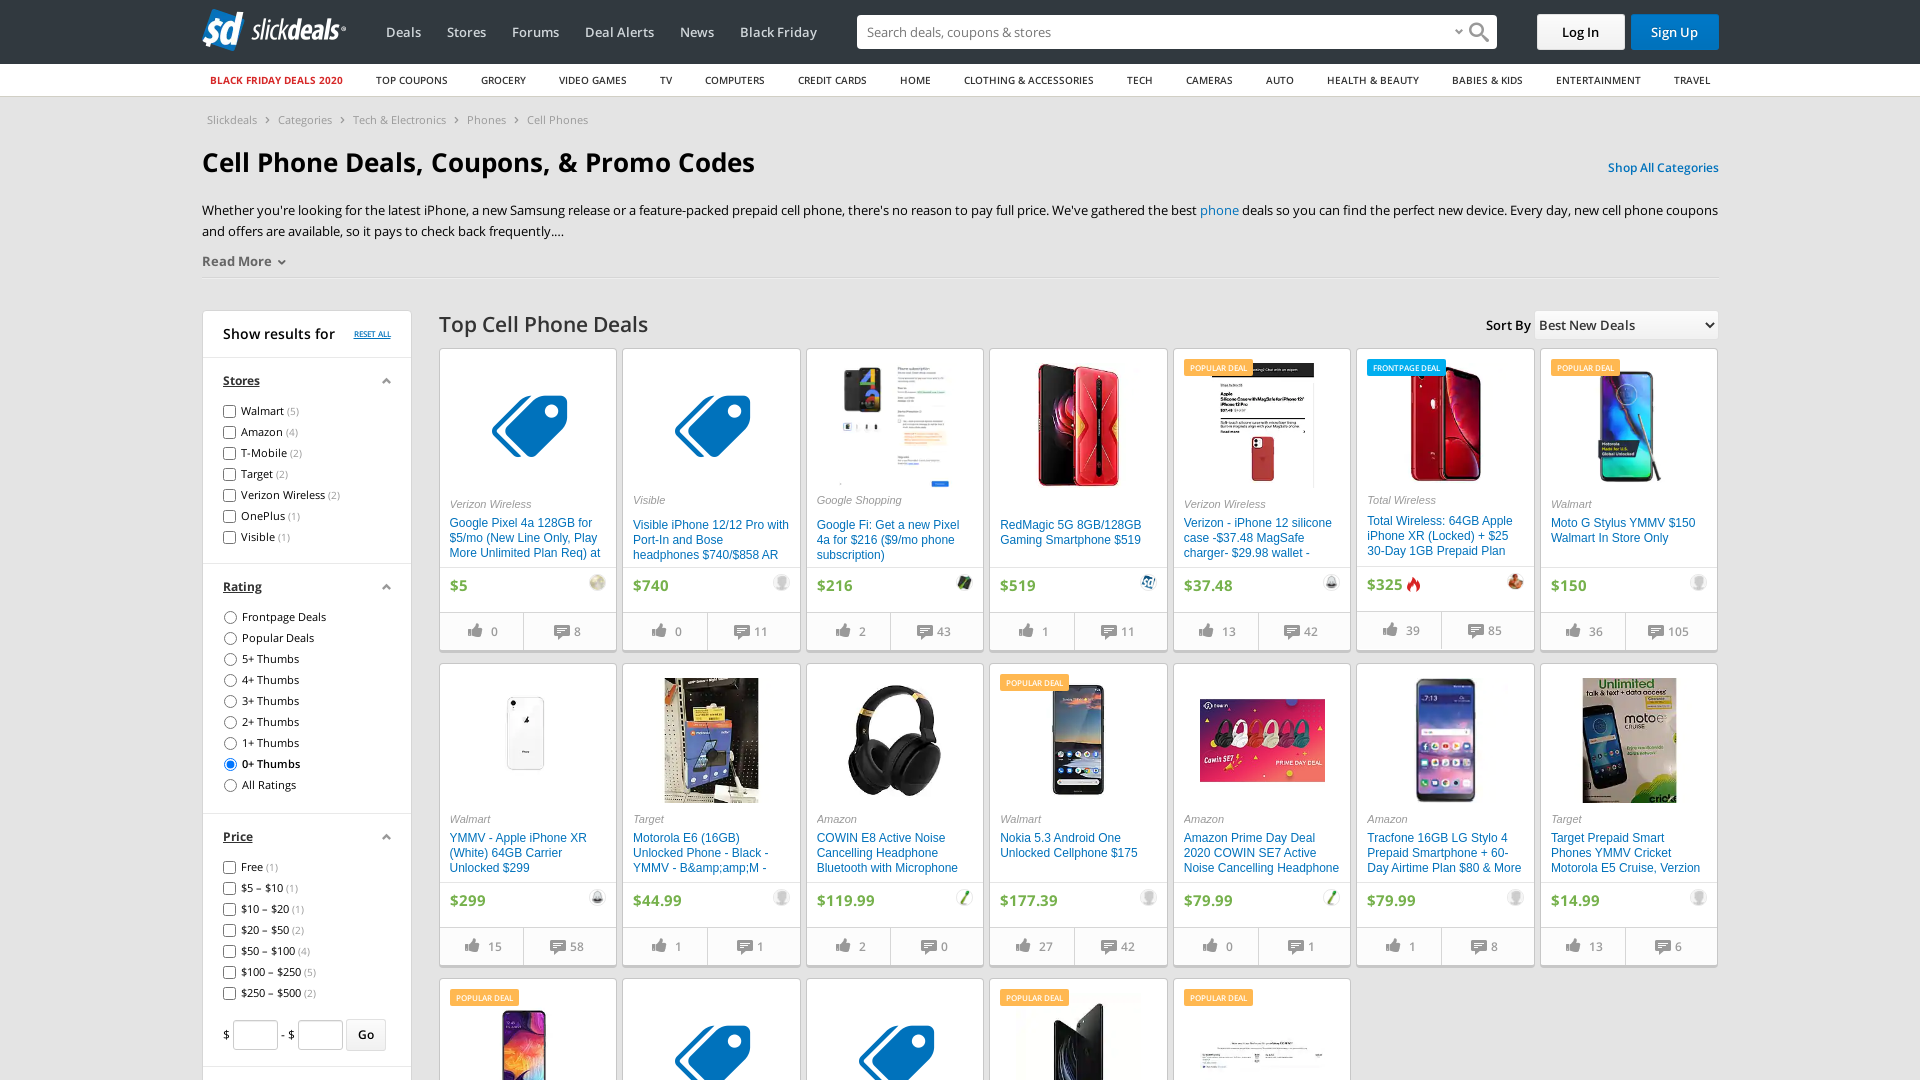 sd slickdeals
Deals
Stores
Forums
Deal Alerts
News
Black Friday
Search deals, coupons & stores
Log In
Sign Up
BLACK FRIDAY DEALS 2020
TOP COUPONS
GROCERY
VIDEO GAMES
TV
COMPUTERS
CREDIT CARDS
HOME
CLOTHING & ACCESSORIES
TECH
CAMERAS
AUTO
HEALTH & BEAUTY
BABIES & KIDS
ENTERTAINMENT
TRAVEL
Slickdeals > Categories > Tech & Electronics > Phones > Cell Phones
Cell Phone Deals, Coupons, & Promo Codes
Shop All Categories
Whether you're looking for the latest iPhone, a new Samsung release or a feature-packed prepaid cell phone, there's no reason to pay full price. We've gathered the best phone deals so you can find the perfect new device. Every day, new cell phone coupons
and offers are available, so it pays to check back frequently....
Read More
Show results for
RESET ALL
Stores
Walmart (5)
Amazon (4)
T-Mobile (2)
Target (2)
Verizon Wireless (2)
OnePlus (1)
Visible (1)
Rating
Frontpage Deals
Popular Deals
5+ Thumbs
4+ Thumbs
3+ Thumbs
2+ Thumbs
1+ Thumbs
0+ Thumbs
All Ratings
Price
Free (1)
$5 – $10 (1)
$10 – $20 (1)
$20 – $50 (2)
$50 – $100 (4)
$100 – $250 (5)
$250 – $500 (2)
$ - $ Go
Top Cell Phone Deals
Sort By
Best New Deals
Verizon Wireless
Google Pixel 4a 128GB for
$5/mo (New Line Only, Play
More Unlimited Plan Req) at
$5
0
8
Visible
Visible iPhone 12/12 Pro with
Port-In and Bose
headphones $740/$858 AR
$740
0
11
Google Shopping
Google Fi: Get a new Pixel
4a for $216 ($9/mo phone
subscription)
$216
2
43
RedMagic 5G 8GB/128GB
Gaming Smartphone $519
$519
1
11
POPULAR DEAL
Verizon Wireless
Verizon - iPhone 12 silicone
case -$37.48 MagSafe
charger- $29.98 wallet -
$37.48
13
42
FRONTPAGE DEAL
Total Wireless
Total Wireless: 64GB Apple
iPhone XR (Locked) + $25
30-Day 1GB Prepaid Plan
$325
39
85
POPULAR DEAL
Walmart
Moto G Stylus YMMV $150
Walmart In Store Only
$150
36
105
Walmart
YMMV - Apple iPhone XR
(White) 64GB Carrier
Unlocked $299
$299
15
58
Target
Motorola E6 (16GB)
Unlocked Phone - Black -
YMMV - B&amp;amp;M -
$44.99
1
1
Amazon
COWIN E8 Active Noise
Cancelling Headphone
Bluetooth with Microphone
$119.99
2
0
POPULAR DEAL
Walmart
Nokia 5.3 Android One
Unlocked Cellphone $175
$177.39
27
42
Cowin SE7
PRIME DAY DEAL
Amazon
Amazon Prime Day Deal
2020 COWIN SE7 Active
Noise Cancelling Headphone
$79.99
0
1
Amazon
Tracfone 16GB LG Stylo 4
Prepaid Smartphone + 60-
Day Airtime Plan $80 & More
$79.99
1
8
Unlimited
talk & text + data access
moto e
CRUISE
cricke
Target
Target Prepaid Smart
Phones YMMV Cricket
Motorola E5 Cruise, Verzion
$14.99
13
6
POPULAR DEAL
POPULAR DEAL
POPULAR DEAL